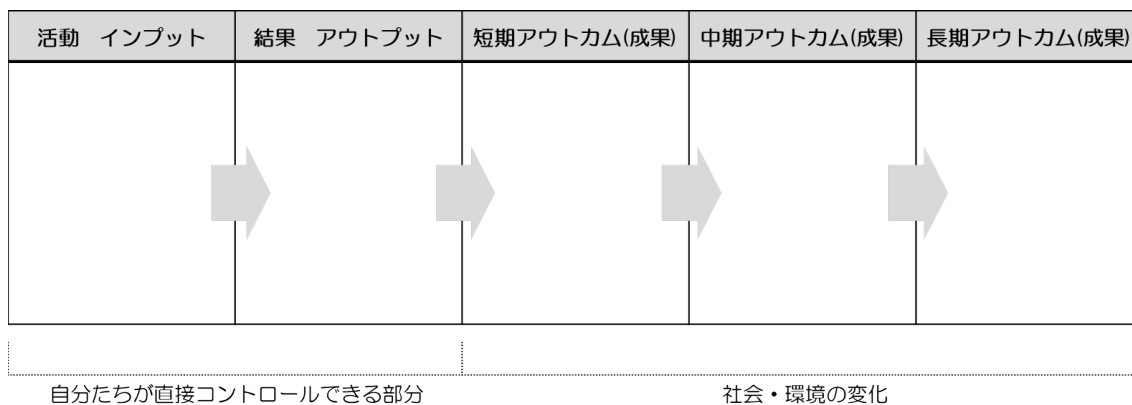 活動　インプット
結果　アウトプット
短期アウトカム(成果)
中期アウトカム(成果)
長期アウトカム(成果)
自分たちが直接コントロールできる部分
社会・環境の変化